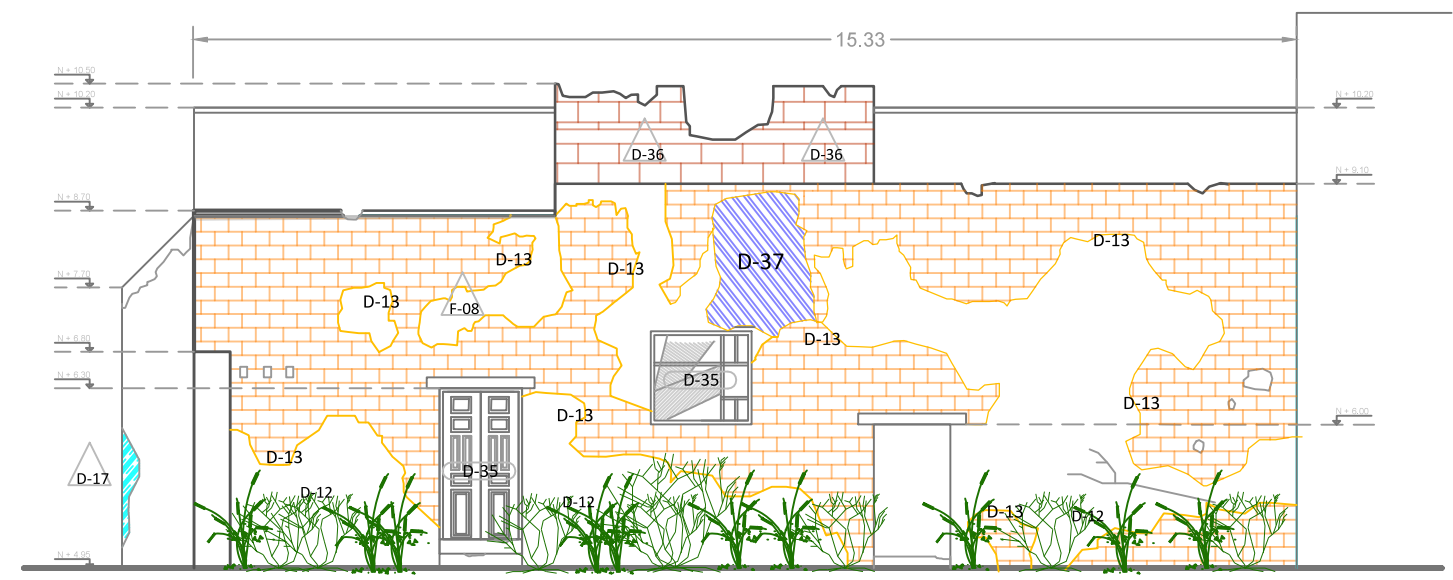 15.33
N + 10.50
N + 10.20
N + 10.20
D-36
D-36
N + 9.10
N + 8.70
D-13
D-13
D-13
D-37
N + 7.70
D-13
F-08
D-13
N + 6.80
N + 6.30
D-35
D-13
D-13
N + 6.00
D-13
D-17
D-35
D-12
D-12
D-13
D-12
N + 4.95